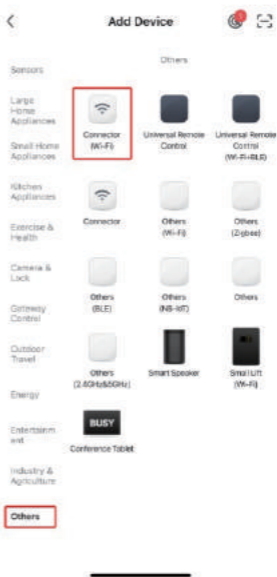 Add Device
Others
Sensors
Large
Home
Appliances
Small Home
Appliances
Kitchen
Appliances
Exercise &
Health
Camera &
Lock
Gateway
Control
Outdoor
Travel
Energy
Entertainm
ent
Industry &
Agriculture
Others
Connector
(Wi-Fi)
Universal Remote
Control
Universal Remote
Control
(Wi-Fi+BLE)
Connector
Others
(Wi-Fi)
Others
(Zigbee)
Others
(BLE)
Others
(NB-IoT)
Others
Others
(2.4GHz&5GHz)
Smart Speaker
Small Lift
(Wi-Fi)
BUSY
Conference Tablet